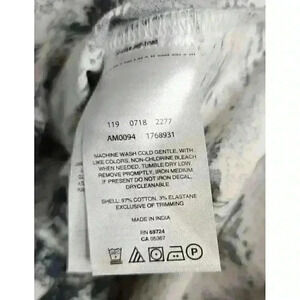 119 0718 2277
AM0094 1768931
MACHINE WASH COLD GENTLE, WITH
LIKE COLORS, NON-CHLORINE BLEACH
WHEN NEEDED, TUMBLE DRY LOW
REMOVE PROMPTLY, IRON MEDIUM
IF PRESENT DO NOT IRON DECAL,
DRYCLEANABLE
SHELL: 97% COTTON, 3% ELASTANE
EXCLUSIVE OF TRIMMING
MADE IN INDIA
RN 69724
CA 05367